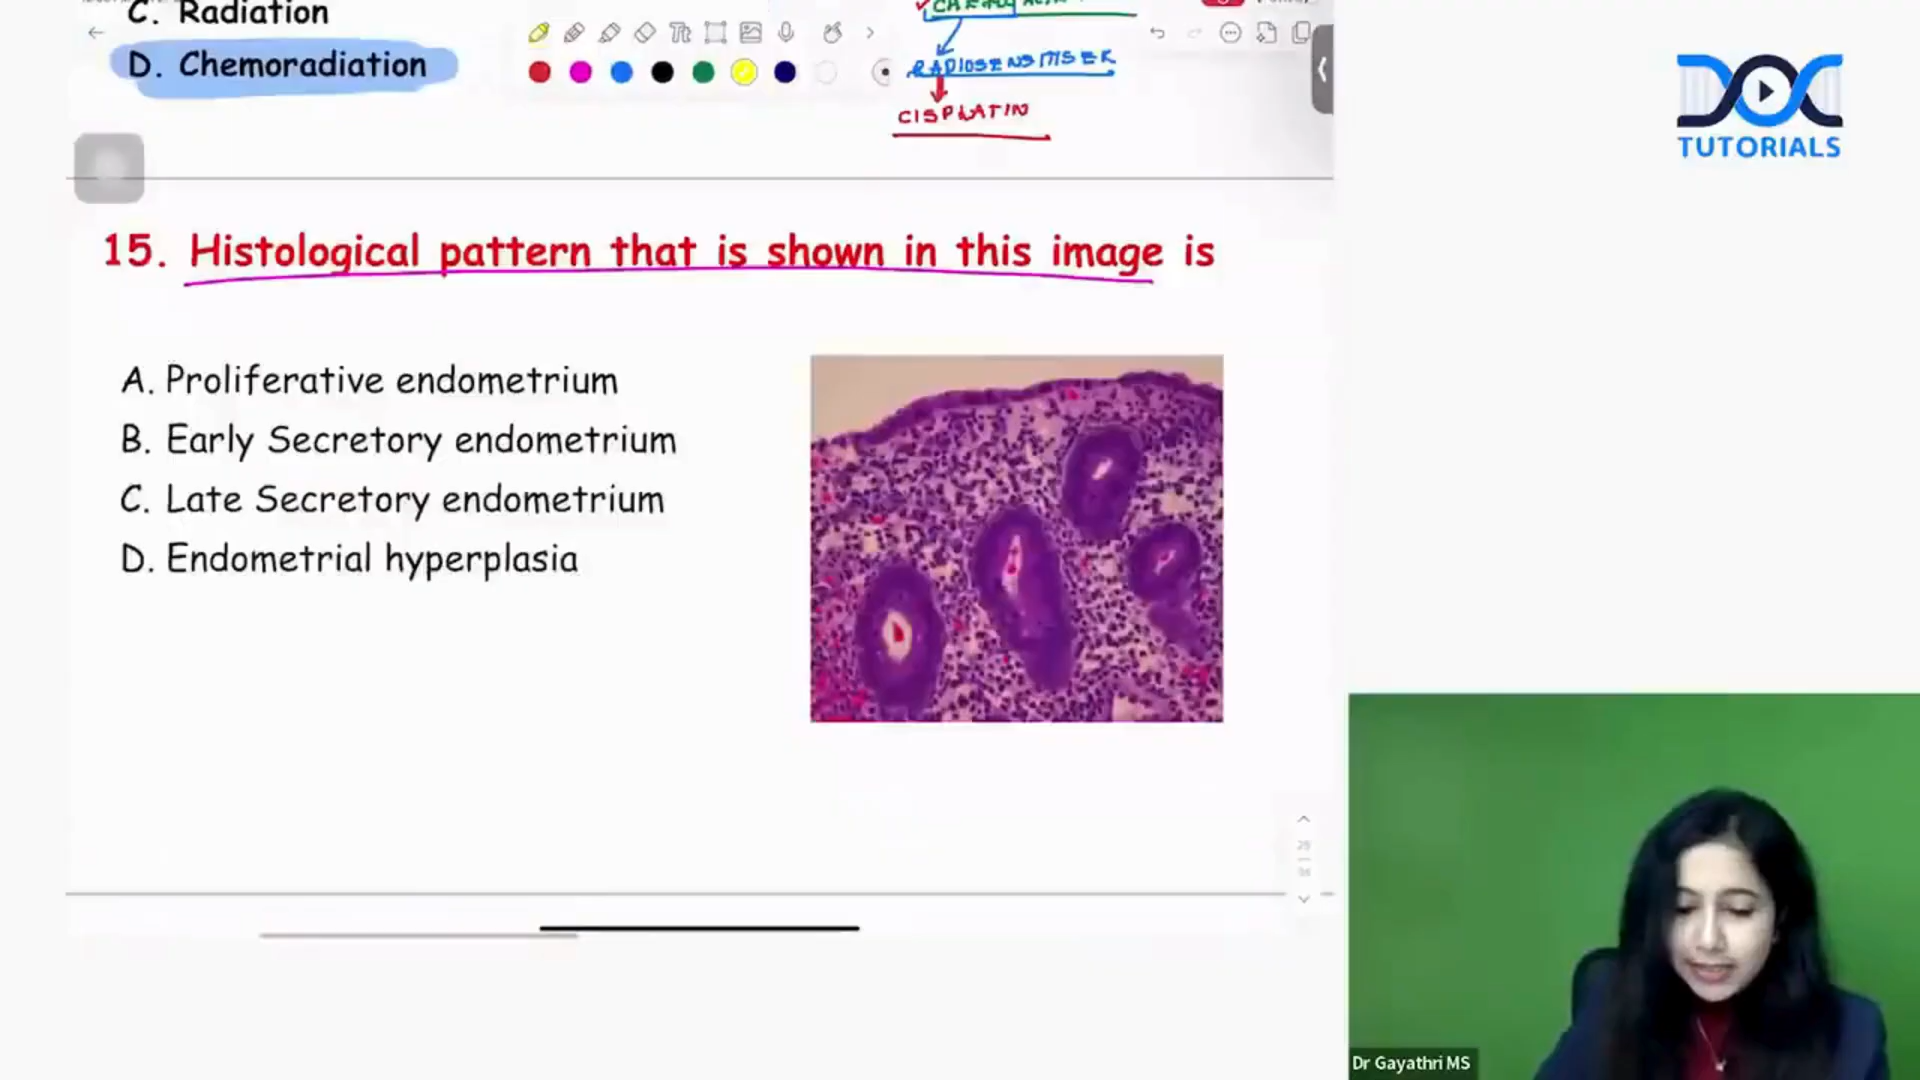 C. Radiation
D. Chemoradiation
RADIOSENSITISER
CISPLATIN
TUTORIALS
15. Histological pattern that is shown in this image is
A. Proliferative endometrium
B. Early Secretory endometrium
C. Late Secretory endometrium
D. Endometrial hyperplasia
Dr Gayathri MS